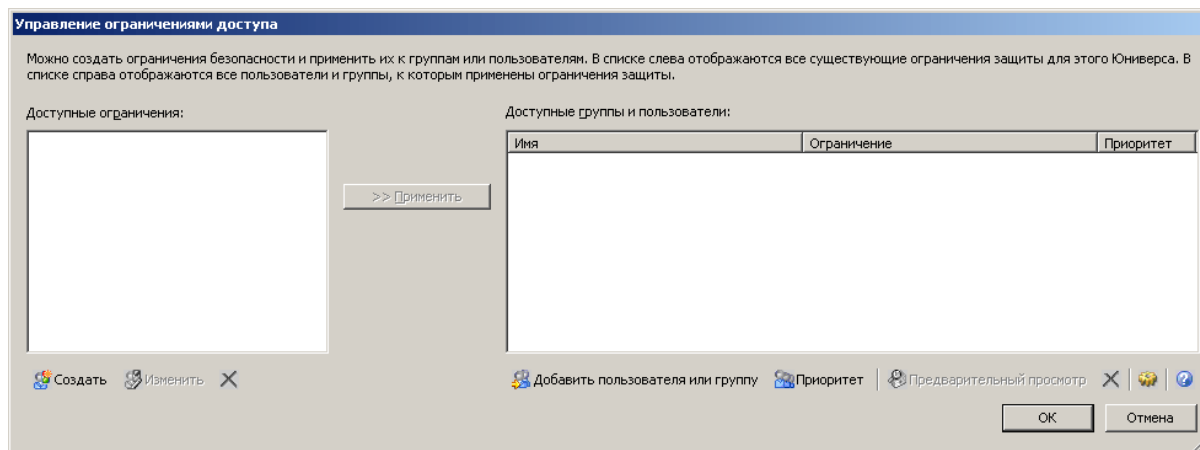 Управление ограничениями доступа
Можно создать ограничения безопасности и применить их к группам или пользователям. В списке слева отображаются все существующие ограничения защиты для этого Юниверса. В
списке справа отображаются все пользователи и группы, к которым применены ограничения защиты.
Доступные ограничения:
Доступные группы и пользователи:
Имя Ограничение Приоритет
>> Применить
Создать Изменить
Добавить пользователя или группу Приоритет Предварительный просмотр
ОК Отмена